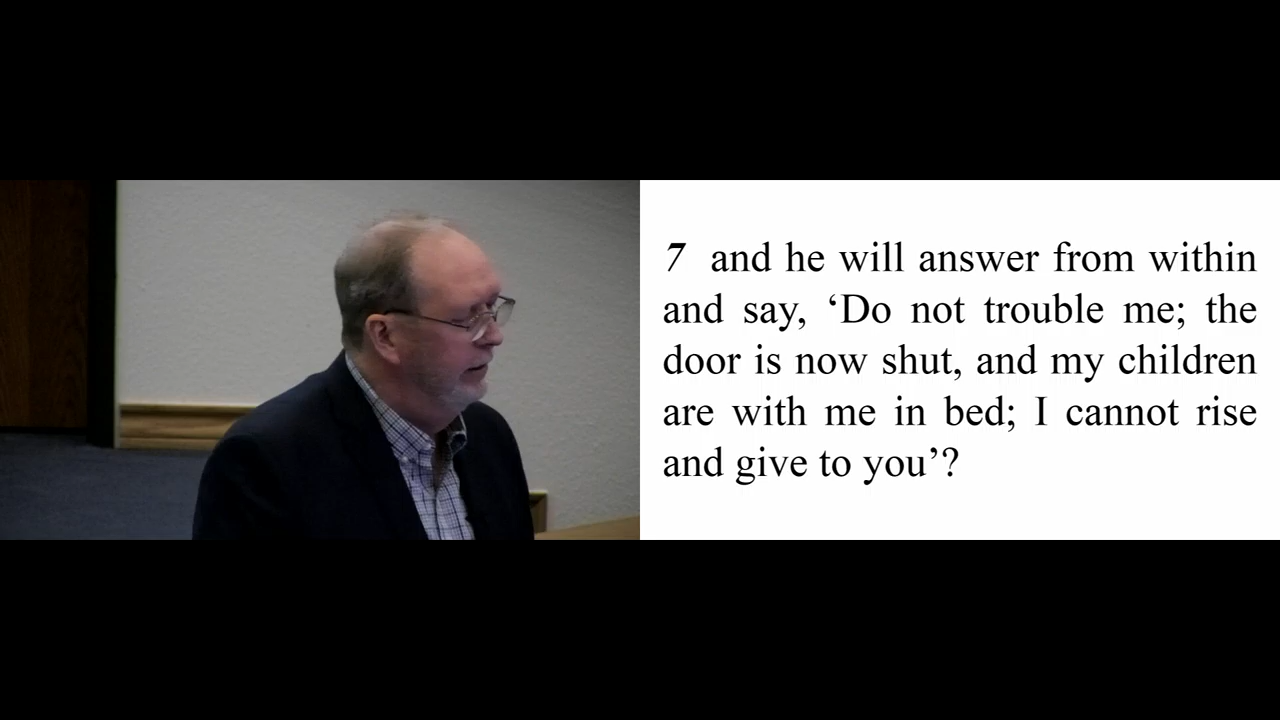 7 and he will answer from within
and say, ‘Do not trouble me; the
door is now shut, and my children
are with me in bed; I cannot rise
and give to you’?